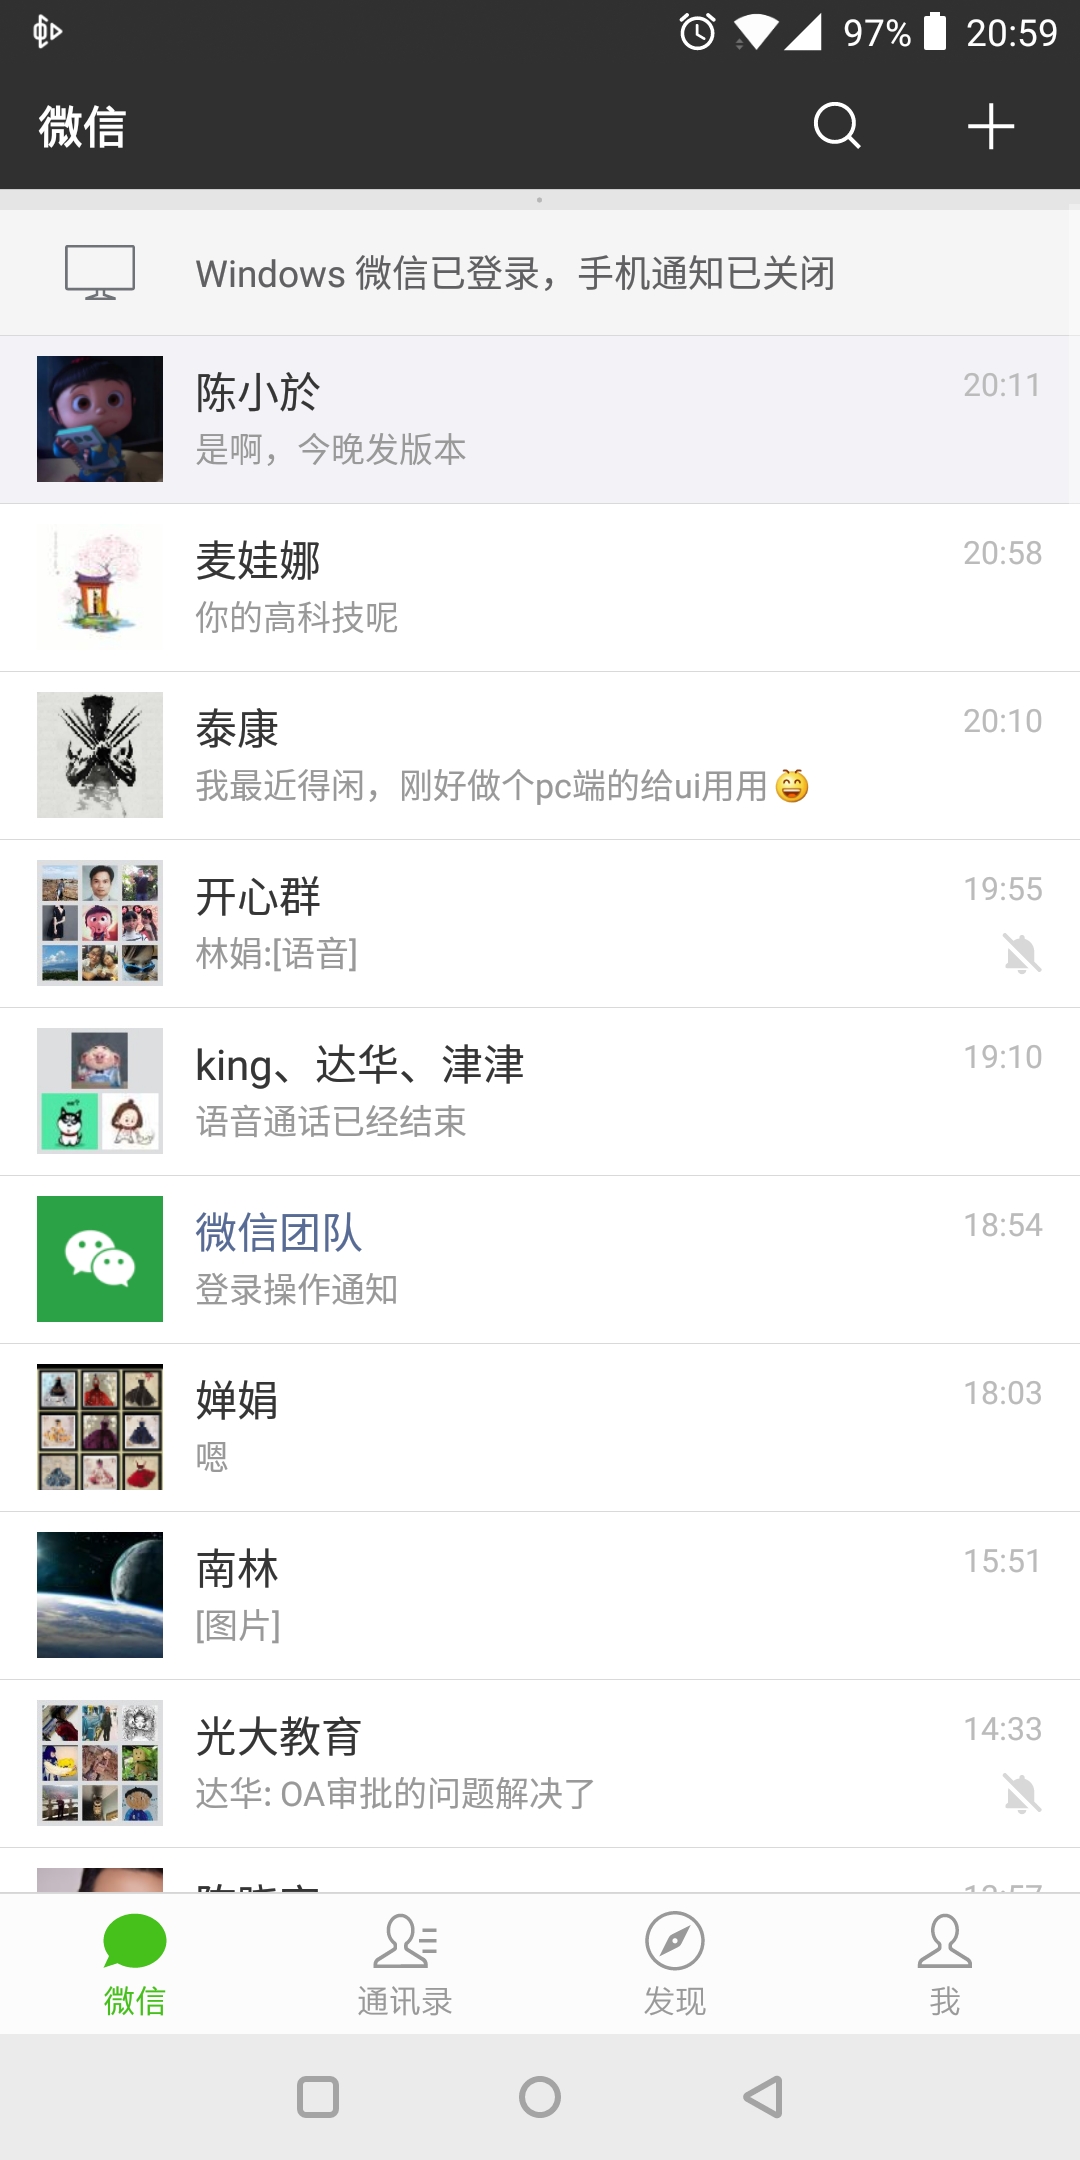 97% 20:59
微信
Windows 微信已登录，手机通知已关闭
陈小於 20:11
是啊，今晚发版本
麦娃娜 20:58
你的高科技呢
泰康 20:10
我最近得闲，刚好做个pc端的给ui用用😄
开心群 19:55
林娟:[语音]
king、达华、津津 19:10
语音通话已经结束
微信团队 18:54
登录操作通知
婵娟 18:03
嗯
南林 15:51
[图片]
光大教育 14:33
达华: OA审批的问题解决了
微信 通讯录 发现 我